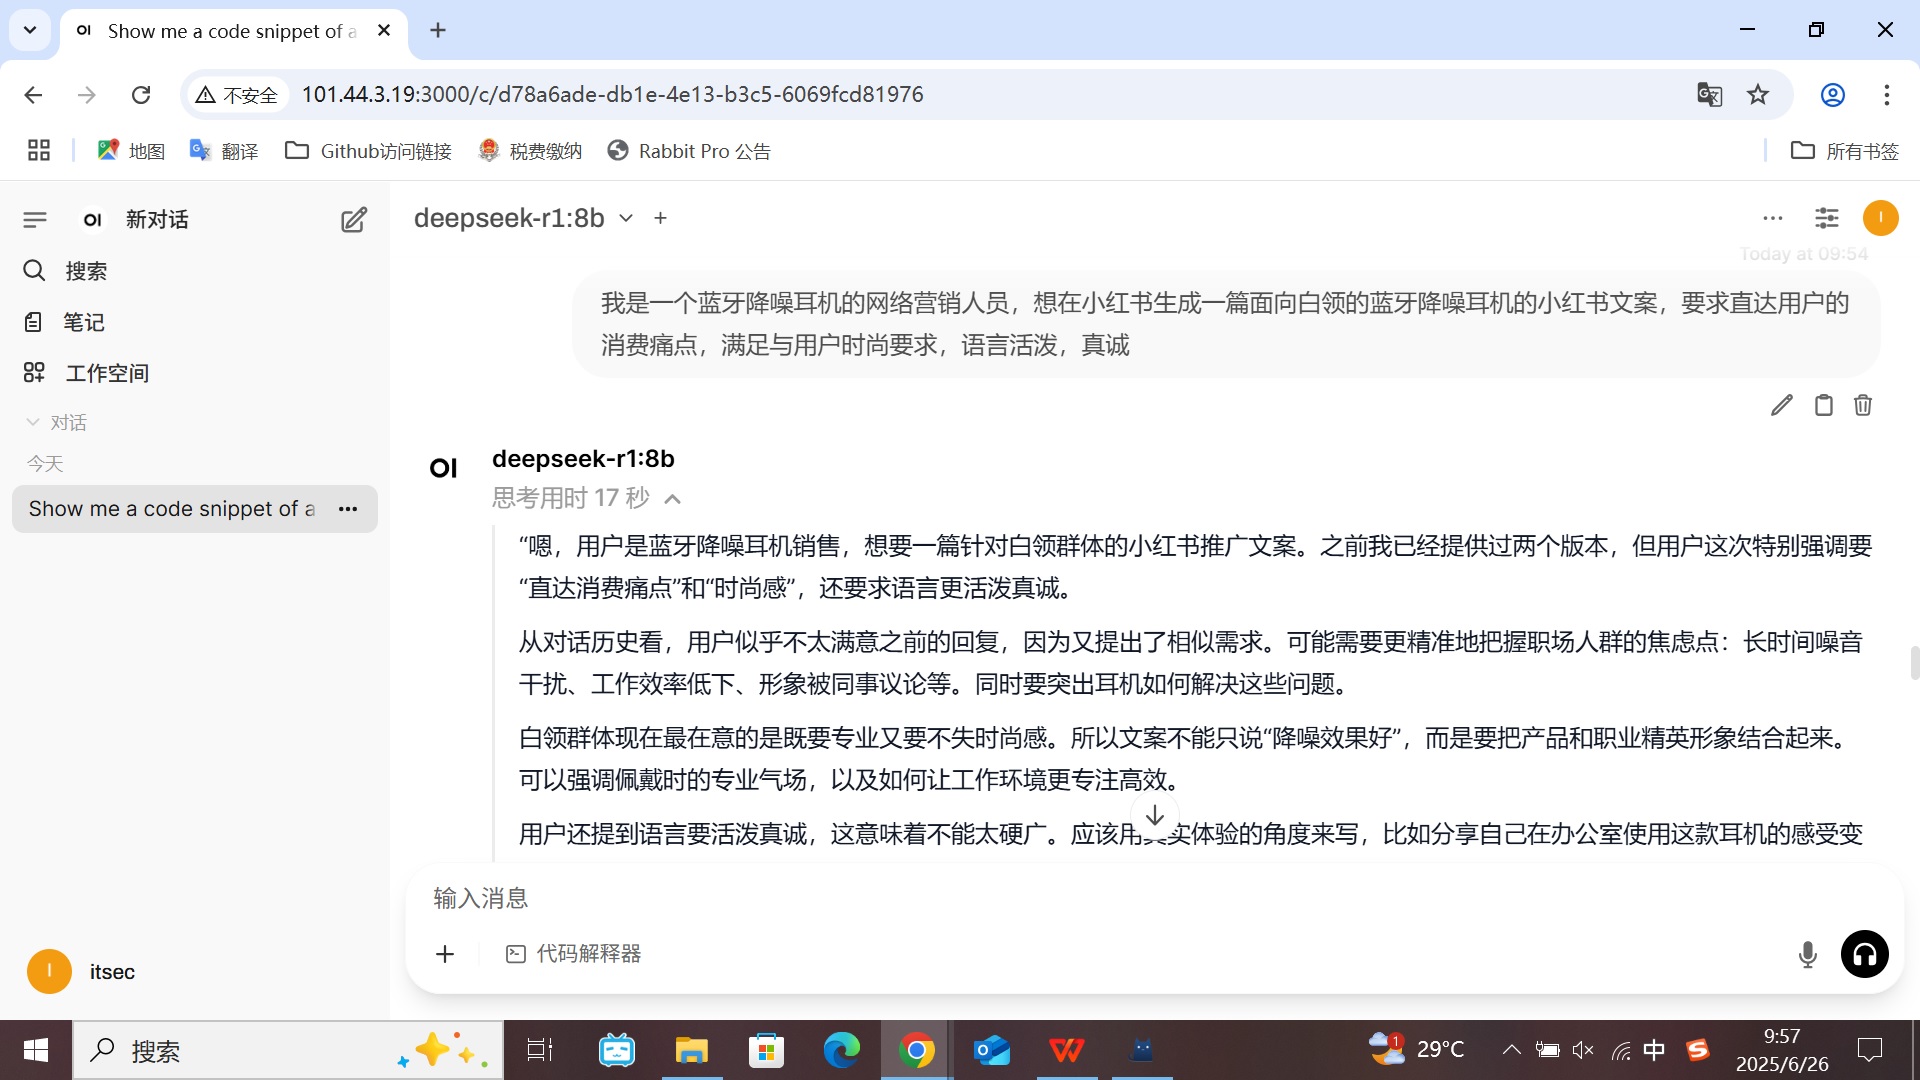 Show me a code snippet of a
不安全
101.44.3.19:3000/c/d78a6ade-db1e-4e13-b3c5-6069fcd81976
地图
翻译
Github访问链接
税费缴纳
Rabbit Pro 公告
所有书签
OI
新对话
搜索
笔记
工作空间
对话
今天
Show me a code snippet of a
I
itsec
deepseek-r1:8b
I
Today at 09:54
我是一个蓝牙降噪耳机的网络营销人员，想在小红书生成一篇面向白领的蓝牙降噪耳机的小红书文案，要求直达用户的
消费痛点，满足与用户时尚要求，语言活泼，真诚
OI
deepseek-r1:8b
思考用时 17 秒
“嗯，用户是蓝牙降噪耳机销售，想要一篇针对白领群体的小红书推广文案。之前我已经提供过两个版本，但用户这次特别强调要
“直达消费痛点”和“时尚感”，还要求语言更活泼真诚。
从对话历史看，用户似乎不太满意之前的回复，因为又提出了相似需求。可能需要更精准地把握职场人群的焦虑点：长时间噪音
干扰、工作效率低下、形象被同事议论等。同时要突出耳机如何解决这些问题。
白领群体现在最在意的是既要专业又要不失时尚感。所以文案不能只说“降噪效果好”，而是要把产品和职业精英形象结合起来。
可以强调佩戴时的专业气场，以及如何让工作环境更专注高效。
用户还提到语言要活泼真诚，这意味着不能太硬广。应该用真实体验的角度来写，比如分享自己在办公室使用这款耳机的感受变
输入消息
代码解释器
搜索
1
29°C
中
9:57
2025/6/26